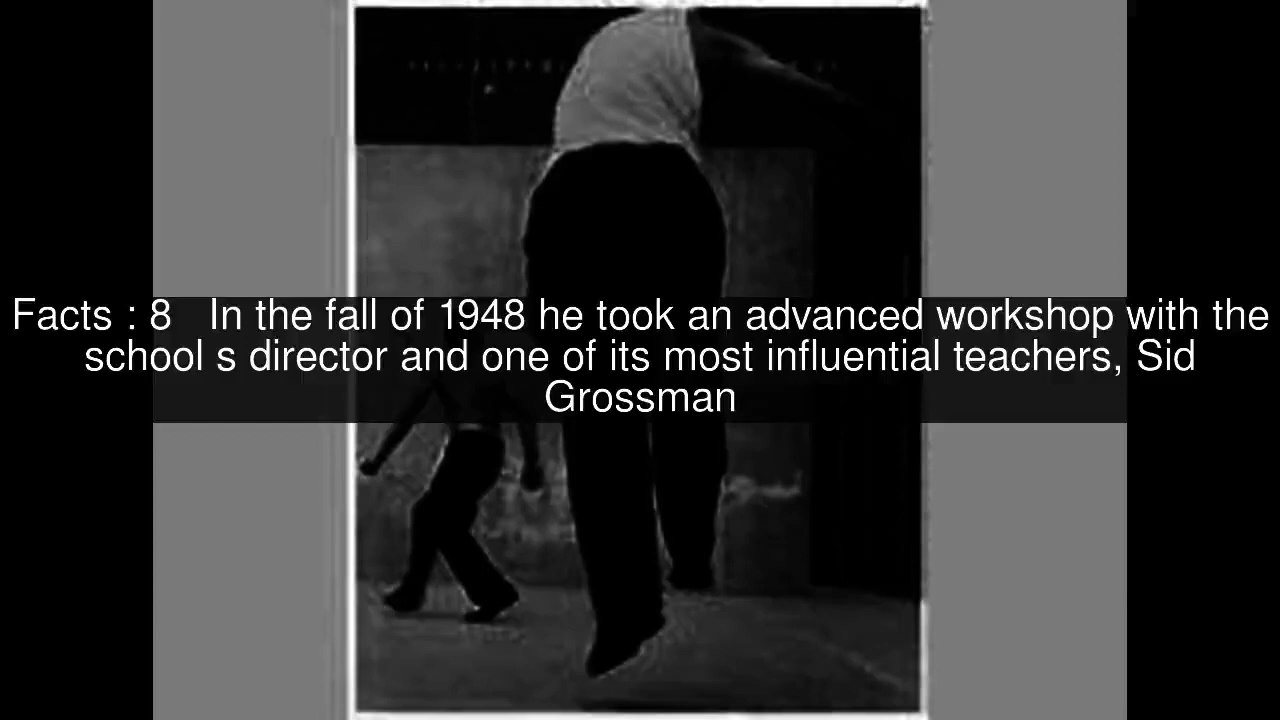 Facts : 8   In the fall of 1948 he took an advanced workshop with the
school s director and one of its most influential teachers, Sid
Grossman